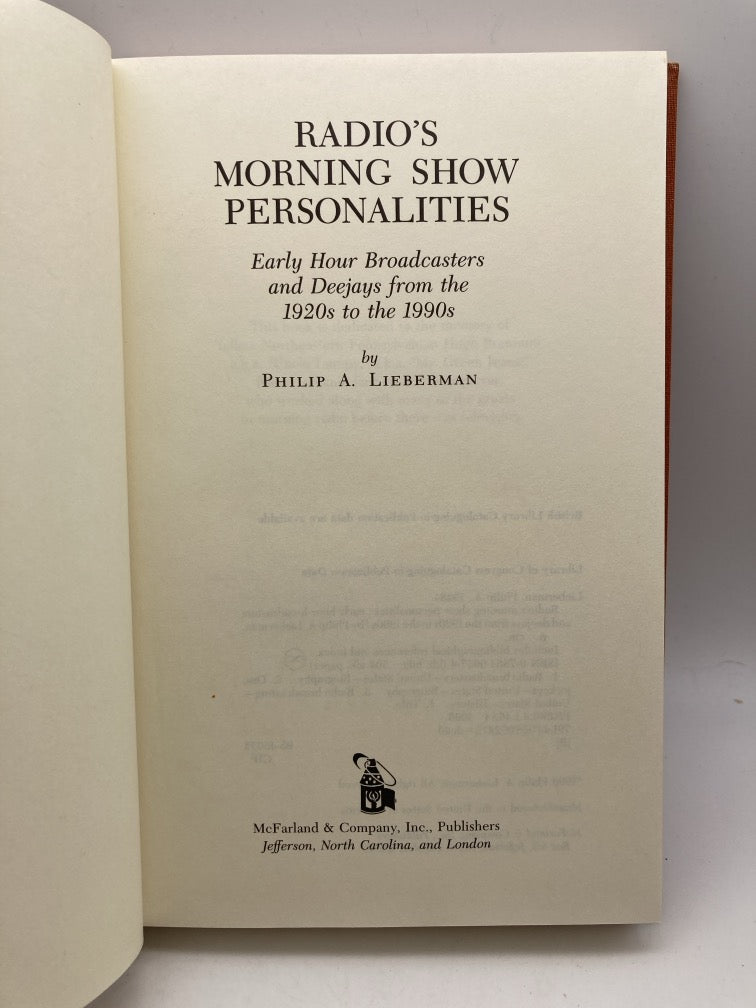 RADIO'S
MORNING SHOW
PERSONALITIES
Early Hour Broadcasters
and Deejays from the
1920s to the 1990s
by
PHILIP A. LIEBERMAN
McFarland & Company, Inc., Publishers
Jefferson, North Carolina, and London